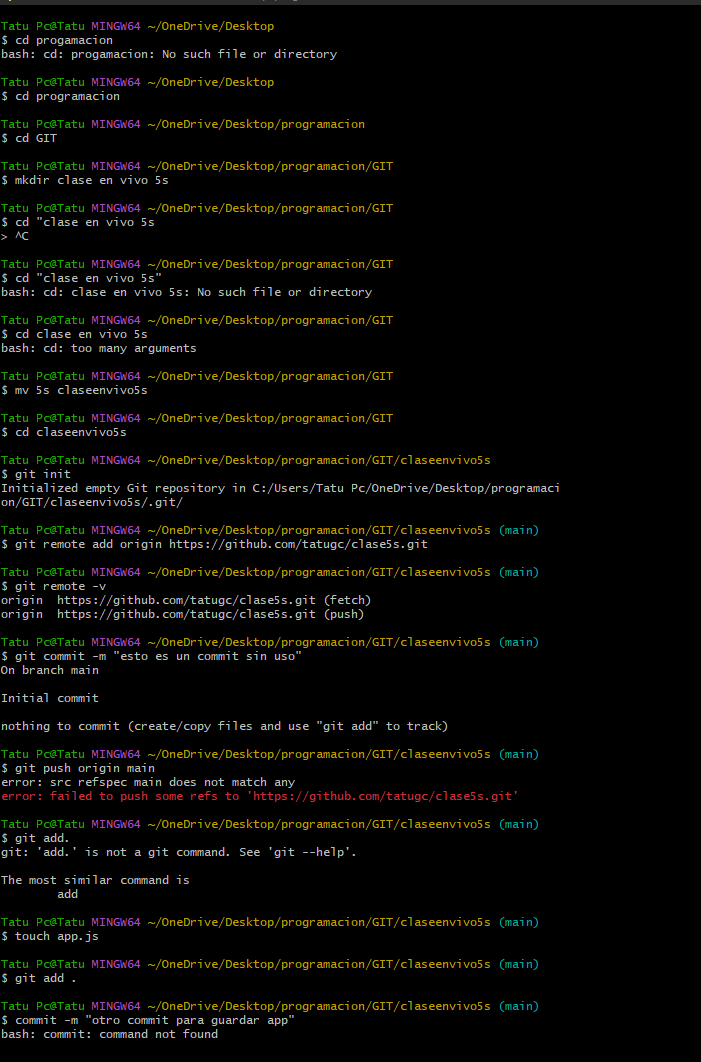 Tatu Pc@Tatu MINGW64 ~/OneDrive/Desktop
$ cd progamacion
bash: cd: progamacion: No such file or directory
Tatu Pc@Tatu MINGW64 ~/OneDrive/Desktop
$ cd programacion
Tatu Pc@Tatu MINGW64 ~/OneDrive/Desktop/programacion
$ cd GIT
Tatu Pc@Tatu MINGW64 ~/OneDrive/Desktop/programacion/GIT
$ mkdir clase en vivo 5s
Tatu Pc@Tatu MINGW64 ~/OneDrive/Desktop/programacion/GIT
$ cd "clase en vivo 5s
> ^C
Tatu Pc@Tatu MINGW64 ~/OneDrive/Desktop/programacion/GIT
$ cd "clase en vivo 5s"
bash: cd: clase en vivo 5s: No such file or directory
Tatu Pc@Tatu MINGW64 ~/OneDrive/Desktop/programacion/GIT
$ cd clase en vivo 5s
bash: cd: too many arguments
Tatu Pc@Tatu MINGW64 ~/OneDrive/Desktop/programacion/GIT
$ mv 5s claseenvivo5s
Tatu Pc@Tatu MINGW64 ~/OneDrive/Desktop/programacion/GIT
$ cd claseenvivo5s
Tatu Pc@Tatu MINGW64 ~/OneDrive/Desktop/programacion/GIT/claseenvivo5s
$ git init
Initialized empty Git repository in C:/Users/Tatu Pc/OneDrive/Desktop/programaci
on/GIT/claseenvivo5s/.git/
Tatu Pc@Tatu MINGW64 ~/OneDrive/Desktop/programacion/GIT/claseenvivo5s (main)
$ git remote add origin https://github.com/tatugc/clase5s.git
Tatu Pc@Tatu MINGW64 ~/OneDrive/Desktop/programacion/GIT/claseenvivo5s (main)
$ git remote -v
origin  https://github.com/tatugc/clase5s.git (fetch)
origin  https://github.com/tatugc/clase5s.git (push)
Tatu Pc@Tatu MINGW64 ~/OneDrive/Desktop/programacion/GIT/claseenvivo5s (main)
$ git commit -m "esto es un commit sin uso"
On branch main
Initial commit
nothing to commit (create/copy files and use "git add" to track)
Tatu Pc@Tatu MINGW64 ~/OneDrive/Desktop/programacion/GIT/claseenvivo5s (main)
$ git push origin main
error: src refspec main does not match any
error: failed to push some refs to 'https://github.com/tatugc/clase5s.git'
Tatu Pc@Tatu MINGW64 ~/OneDrive/Desktop/programacion/GIT/claseenvivo5s (main)
$ git add.
git: 'add.' is not a git command. See 'git --help'.
The most similar command is
add
Tatu Pc@Tatu MINGW64 ~/OneDrive/Desktop/programacion/GIT/claseenvivo5s (main)
$ touch app.js
Tatu Pc@Tatu MINGW64 ~/OneDrive/Desktop/programacion/GIT/claseenvivo5s (main)
$ git add .
Tatu Pc@Tatu MINGW64 ~/OneDrive/Desktop/programacion/GIT/claseenvivo5s (main)
$ commit -m "otro commit para guardar app"
bash: commit: command not found